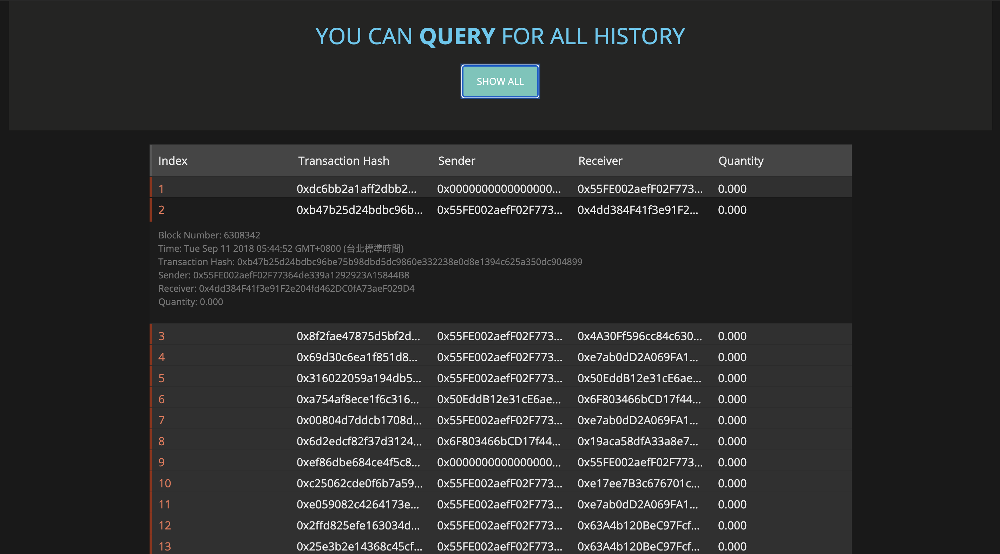 YOU CAN QUERY FOR ALL HISTORY
SHOW ALL
Index Transaction Hash Sender Receiver Quantity
1 0xdc6bb2a1aff2dbb2... 0x0000000000000000... 0x55FE002aefF02F773... 0.000
2 0xb47b25d24bdbc96b... 0x55FE002aefF02F773... 0x4dd384F41f3e91F2... 0.000
Block Number: 6308342
Time: Tue Sep 11 2018 05:44:52 GMT+0800 (台北標準時間)
Transaction Hash: 0xb47b25d24bdbc96be75b98dbd5dc9860e332238e0d8e1394c625a350dc904899
Sender: 0x55FE002aefF02F77364de339a1292923A15844B8
Receiver: 0x4dd384F41f3e91F2e204fd462DC0fA73aeF029D4
Quantity: 0.000
3 0x8f2fae47875d5bf2d... 0x55FE002aefF02F773... 0x4A30Ff596cc84c630... 0.000
4 0x69d30c6ea1f851d8... 0x55FE002aefF02F773... 0xe7ab0dD2A069FA1... 0.000
5 0x316022059a194db5... 0x55FE002aefF02F773... 0x50EddB12e31cE6ae... 0.000
6 0xa754af8ece1f6c316... 0x50EddB12e31cE6ae... 0x6F803466bCD17f44... 0.000
7 0x00804d7ddcb1708d... 0x55FE002aefF02F773... 0xe7ab0dD2A069FA1... 0.000
8 0x6d2edcf82f37d3124... 0x6F803466bCD17f44... 0x19aca58dfA33a8e7... 0.000
9 0xef86dbe684ce4f5c8... 0x0000000000000000... 0x55FE002aefF02F773... 0.000
10 0xc25062cde0f6b7a59... 0x55FE002aefF02F773... 0xe17ee7B3c676701c... 0.000
11 0xe059082c4264173e... 0x55FE002aefF02F773... 0xe7ab0dD2A069FA1... 0.000
12 0x2ffd825efe163034d... 0x55FE002aefF02F773... 0x63A4b120BeC97Fcf... 0.000
13 0x25e3b2e14368c45cf... 0x55FE002aefF02F773... 0x63A4b120BeC97Fcf... 0.000